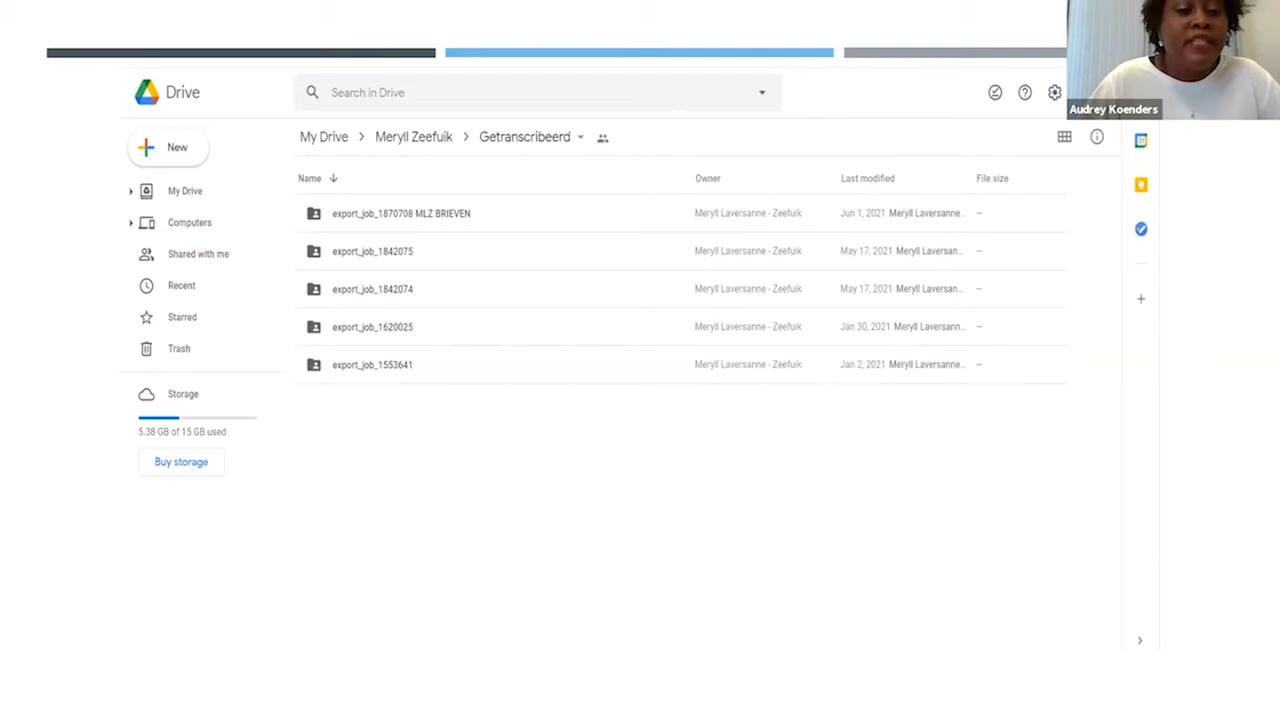 Audrey Koenders
Drive
Search in Drive
New
My Drive
Computers
Shared with me
Recent
Starred
Trash
Storage
5.38 GB of 15 GB used
Buy storage
My Drive > Meryll Zeefuik > Getranscribeerd
Name Owner Last modified File size
export_job_1870708 MLZ BRIEVEN Meryll Laversanne - Zeefuik Jun 1, 2021 Meryll Laversanne... –
export_job_1842075 Meryll Laversanne - Zeefuik May 17, 2021 Meryll Laversan... –
export_job_1842074 Meryll Laversanne - Zeefuik May 17, 2021 Meryll Laversan... –
export_job_1620025 Meryll Laversanne - Zeefuik Jan 30, 2021 Meryll Laversann... –
export_job_1553641 Meryll Laversanne - Zeefuik Jan 2, 2021 Meryll Laversanne... –